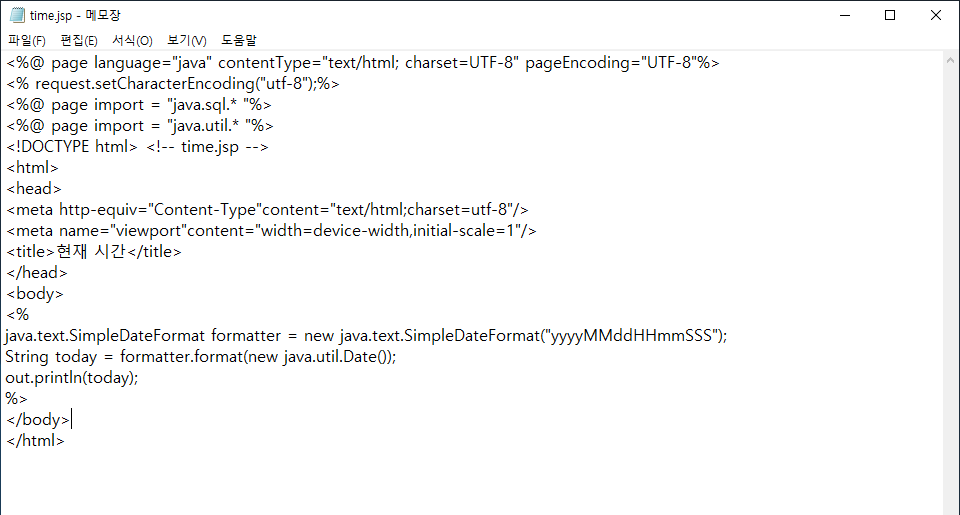 time.jsp - 메모장
파일(F) 편집(E) 서식(O) 보기(V) 도움말
<%@ page language="java" contentType="text/html; charset=UTF-8" pageEncoding="UTF-8"%>
<% request.setCharacterEncoding("utf-8");%>
<%@ page import = "java.sql.* "%>
<%@ page import = "java.util.* "%>
<!DOCTYPE html> <!-- time.jsp -->
<html>
<head>
<meta http-equiv="Content-Type"content="text/html;charset=utf-8"/>
<meta name="viewport"content="width=device-width,initial-scale=1"/>
<title>현재 시간</title>
</head>
<body>
<%
java.text.SimpleDateFormat formatter = new java.text.SimpleDateFormat("yyyyMMddHHmmSSS");
String today = formatter.format(new java.util.Date());
out.println(today);
%>
</body>
</html>